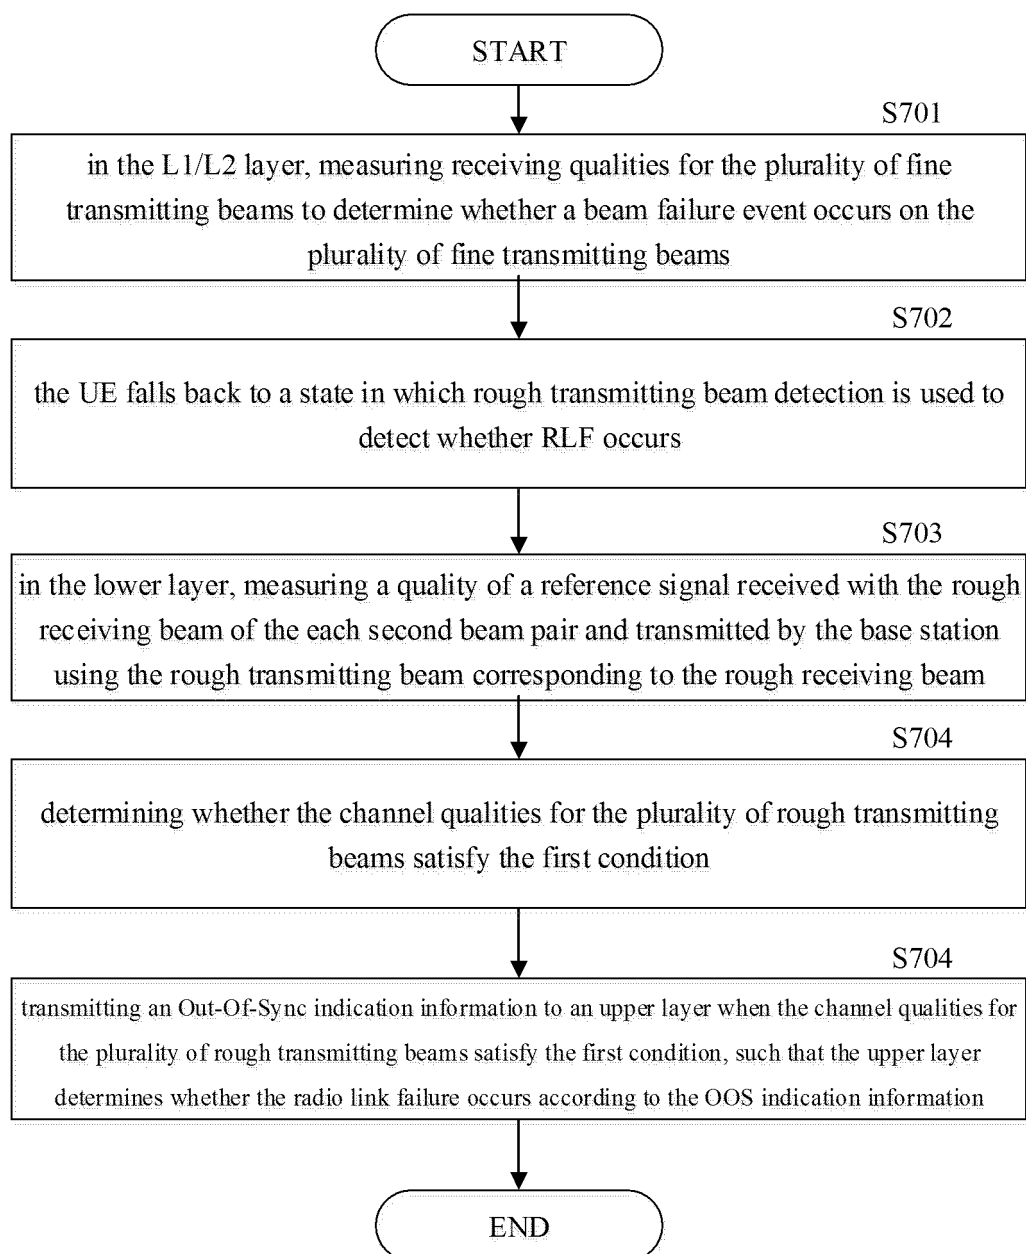 START
S701
in the L1/L2 layer, measuring receiving qualities for the plurality of fine
transmitting beams to determine whether a beam failure event occurs on the
plurality of fine transmitting beams
S702
the UE falls back to a state in which rough transmitting beam detection is used to
detect whether RLF occurs
S703
in the lower layer, measuring a quality of a reference signal received with the rough
receiving beam of the each second beam pair and transmitted by the base station
using the rough transmitting beam corresponding to the rough receiving beam
S704
determining whether the channel qualities for the plurality of rough transmitting
beams satisfy the first condition
S704
transmitting an Out-Of-Sync indication information to an upper layer when the channel qualities for
the plurality of rough transmitting beams satisfy the first condition, such that the upper layer
determines whether the radio link failure occurs according to the OOS indication information
END